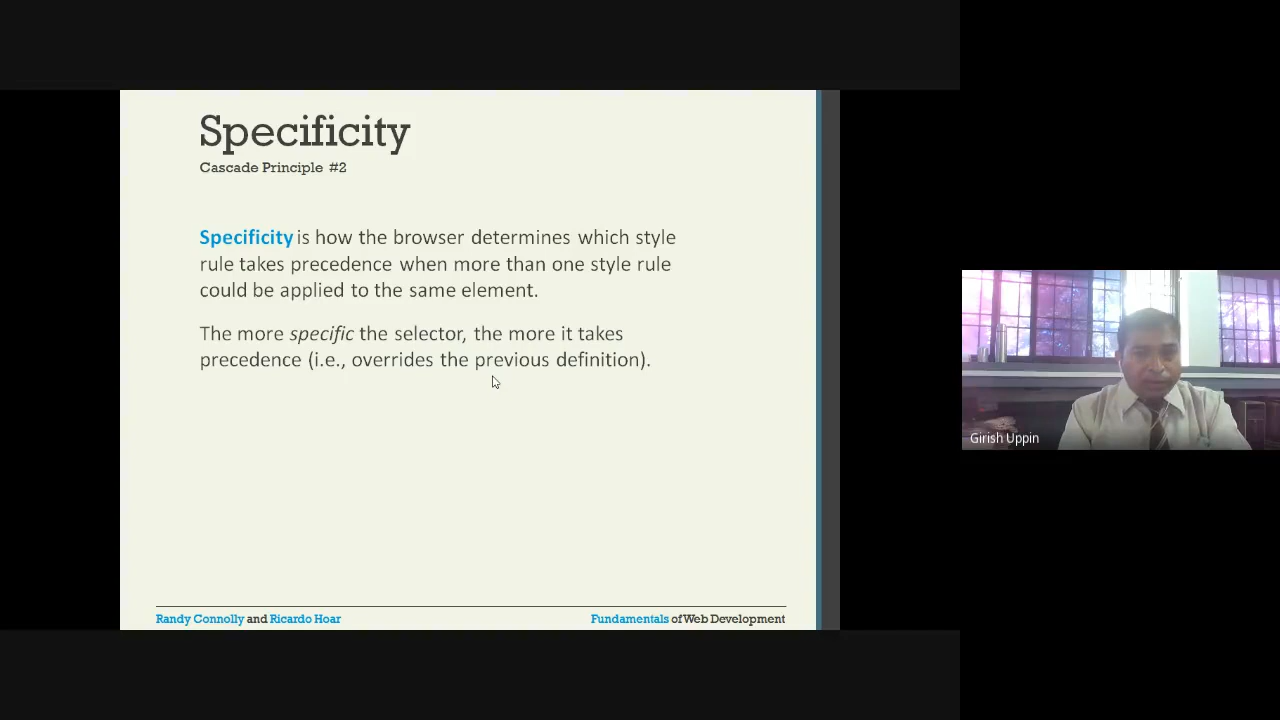 Specificity
Cascade Principle #2
Specificity is how the browser determines which style
rule takes precedence when more than one style rule
could be applied to the same element.
The more specific the selector, the more it takes
precedence (i.e., overrides the previous definition).
Randy Connolly and Ricardo Hoar
Fundamentals of Web Development
Girish Uppin